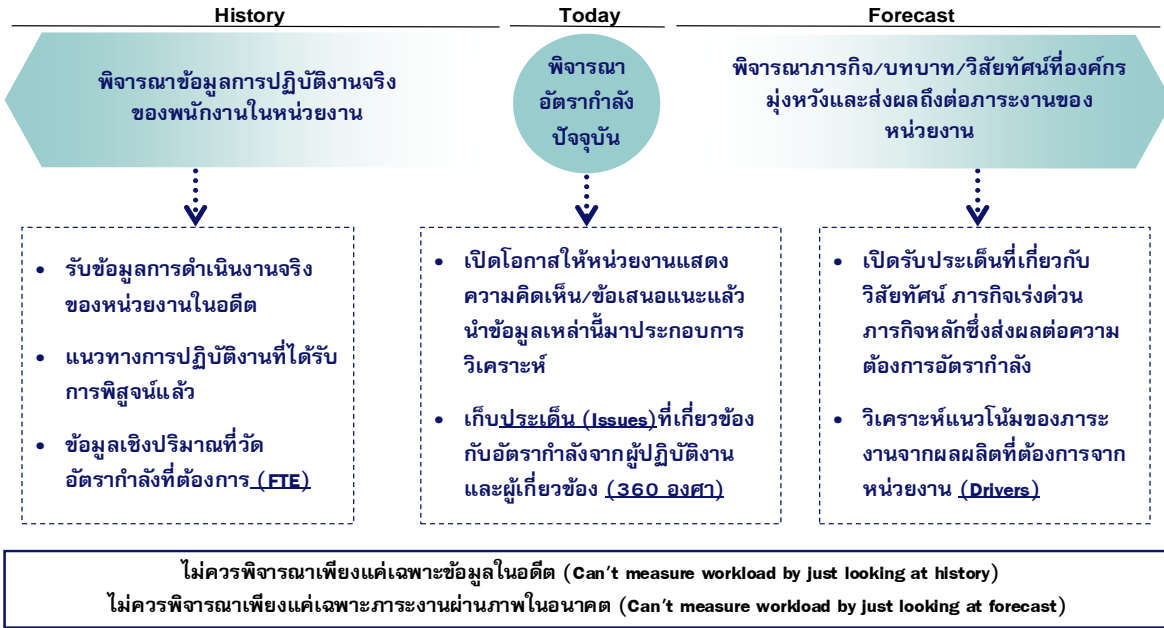 History
Today
Forecast
พิจารณาข้อมูลการปฏิบัติงานจริง
ของพนักงานในหน่วยงาน
พิจารณา
อัตรากำลัง
ปัจจุบัน
พิจารณาภารกิจ/บทบาท/วิสัยทัศน์ที่องค์กร
มุ่งหวังและส่งผลถึงต่อภาระงานของ
หน่วยงาน
• รับข้อมูลการดำเนินงานจริง
ของหน่วยงานในอดีต
• แนวทางการปฏิบัติงานที่ได้รับ
การพิสูจน์แล้ว
• ข้อมูลเชิงปริมาณที่วัด
อัตรากำลังที่ต้องการ (FTE)
• เปิดโอกาสให้หน่วยงานแสดง
ความคิดเห็น/ข้อเสนอแนะแล้ว
นำข้อมูลเหล่านี้มาประกอบการ
วิเคราะห์
• เก็บประเด็น (Issues)ที่เกี่ยวข้อง
กับอัตรากำลังจากผู้ปฏิบัติงาน
และผู้เกี่ยวข้อง (360 องศา)
• เปิดรับประเด็นที่เกี่ยวกับ
วิสัยทัศน์ ภารกิจเร่งด่วน
ภารกิจหลักซึ่งส่งผลต่อความ
ต้องการอัตรากำลัง
• วิเคราะห์แนวโน้มของภาระ
งานจากผลผลิตที่ต้องการจาก
หน่วยงาน (Drivers)
ไม่ควรพิจารณาเพียงแค่เฉพาะข้อมูลในอดีต (Can't measure workload by just looking at history)
ไม่ควรพิจารณาเพียงแค่เฉพาะภาระงานผ่านภาพในอนาคต (Can't measure workload by just looking at forecast)